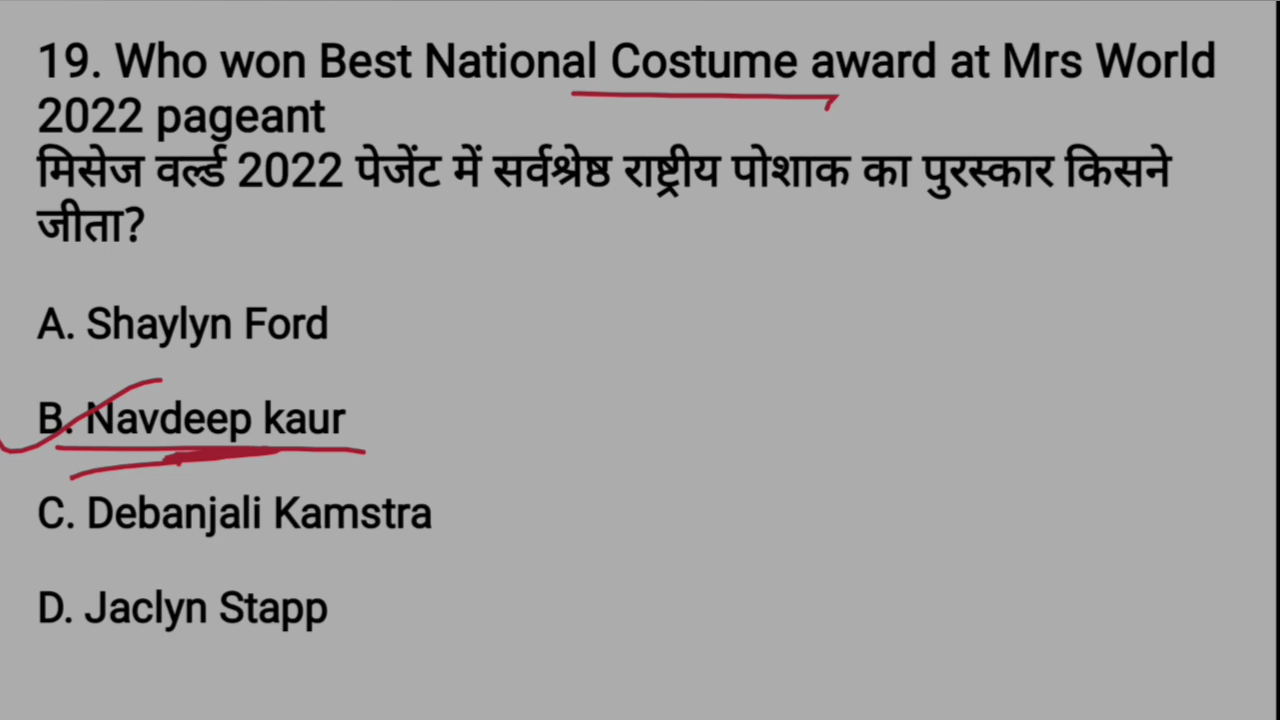 19. Who won Best National Costume award at Mrs World
2022 pageant
मिसेज वर्ल्ड 2022 पेजेंट में सर्वश्रेष्ठ राष्ट्रीय पोशाक का पुरस्कार किसने
जीता?
A. Shaylyn Ford
B. Navdeep kaur
C. Debanjali Kamstra
D. Jaclyn Stapp